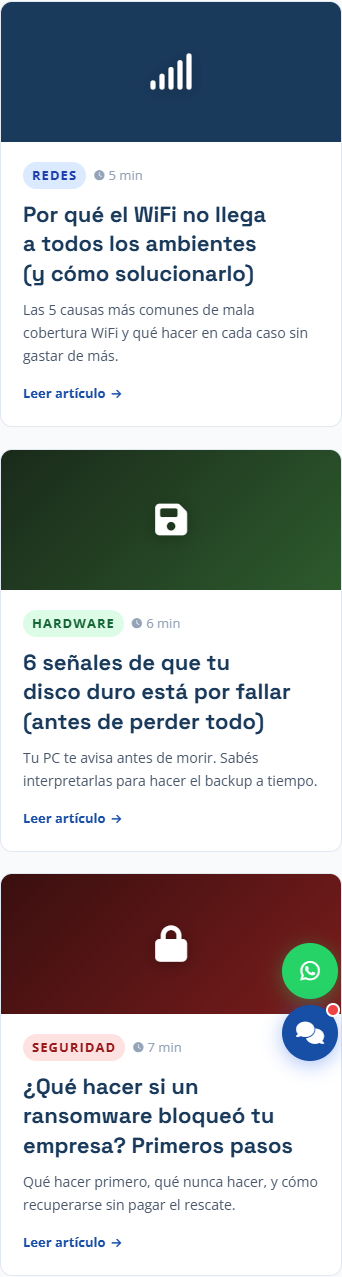 REDES 5 min
Por qué el WiFi no llega
a todos los ambientes
(y cómo solucionarlo)
Las 5 causas más comunes de mala
cobertura WiFi y qué hacer en cada caso sin
gastar de más.
Leer artículo →
HARDWARE 6 min
6 señales de que tu
disco duro está por fallar
(antes de perder todo)
Tu PC te avisa antes de morir. Sabés
interpretarlas para hacer el backup a tiempo.
Leer artículo →
SEGURIDAD 7 min
¿Qué hacer si un
ransomware bloqueó tu
empresa? Primeros pasos
Qué hacer primero, qué nunca hacer, y cómo
recuperarse sin pagar el rescate.
Leer artículo →